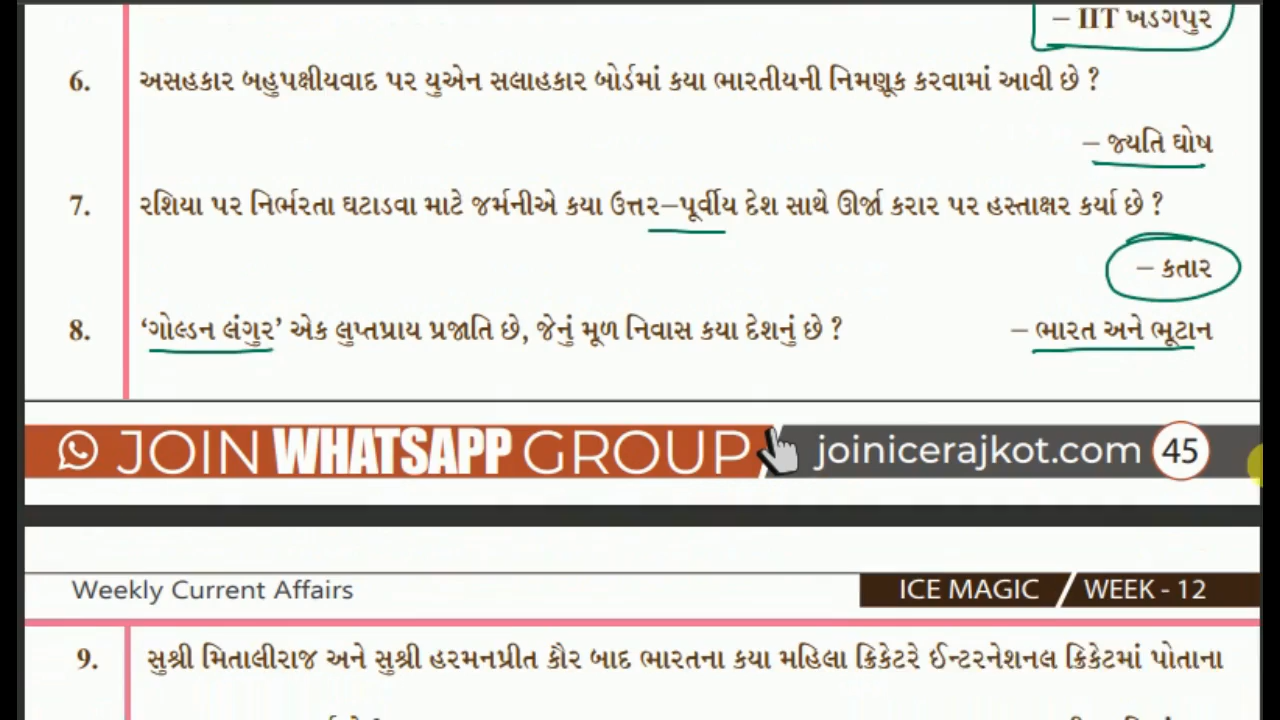 – IIT ખડગપુર
6. અસહકાર બહુપક્ષીયવાદ પર યુએન સલાહકાર બોર્ડમાં કયા ભારતીયની નિમણૂક કરવામાં આવી છે ?
– જ્યતિ ઘોષ
7. રશિયા પર નિર્ભરતા ઘટાડવા માટે જર્મનીએ કયા ઉત્તર–પૂર્વીય દેશ સાથે ઊર્જા કરાર પર હસ્તાક્ષર કર્યા છે ?
– કતાર
8. ‘ગોલ્ડન લંગુર’ એક લુપ્તપ્રાય પ્રજાતિ છે, જેનું મૂળ નિવાસ કયા દેશનું છે ? – ભારત અને ભૂટાન
JOIN WHATSAPP GROUP joinicerajkot.com 45
Weekly Current Affairs ICE MAGIC / WEEK - 12
9. સુશ્રી મિતાલીરાજ અને સુશ્રી હરમનપ્રીત કૌર બાદ ભારતના કયા મહિલા ક્રિકેટરે ઈન્ટરનેશનલ ક્રિકેટમાં પોતાના